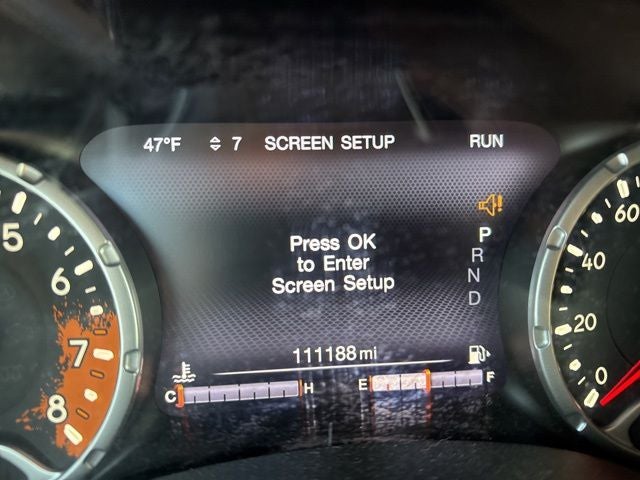 47°F 7 SCREEN SETUP RUN
Press OK
to Enter
Screen Setup
P
R
N
D
111188 mi
C H E F
5
6
7
8
60
40
20
0